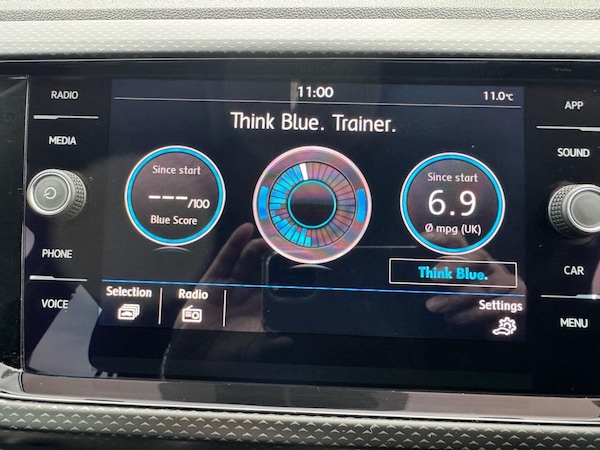 RADIO
MEDIA
PHONE
VOICE
11:00
11.0°C
Think Blue. Trainer.
Since start
---/100
Blue Score
Since start
6.9
Ø mpg (UK)
Think Blue.
Selection
Radio
Settings
APP
SOUND
CAR
MENU